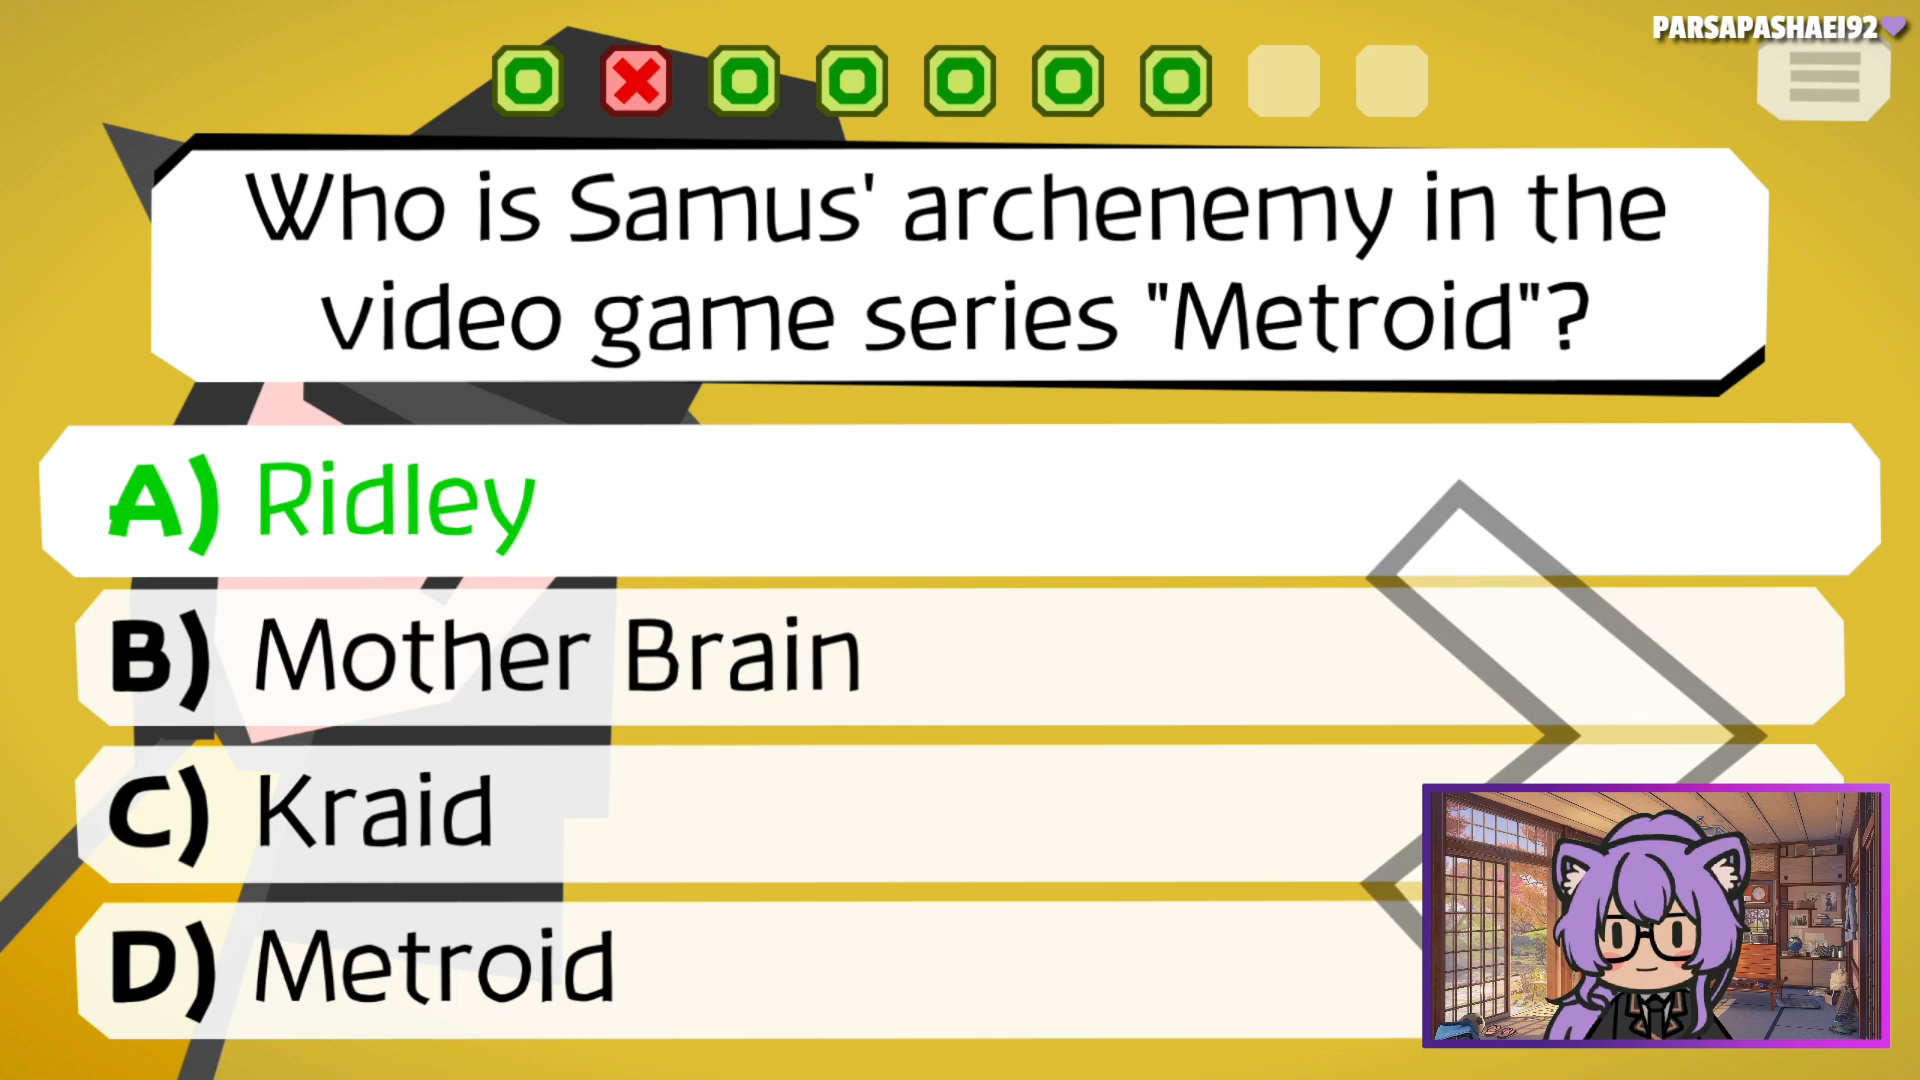 PARSAPASHAEI92
Who is Samus' archenemy in the
video game series "Metroid"?
A) Ridley
B) Mother Brain
C) Kraid
D) Metroid